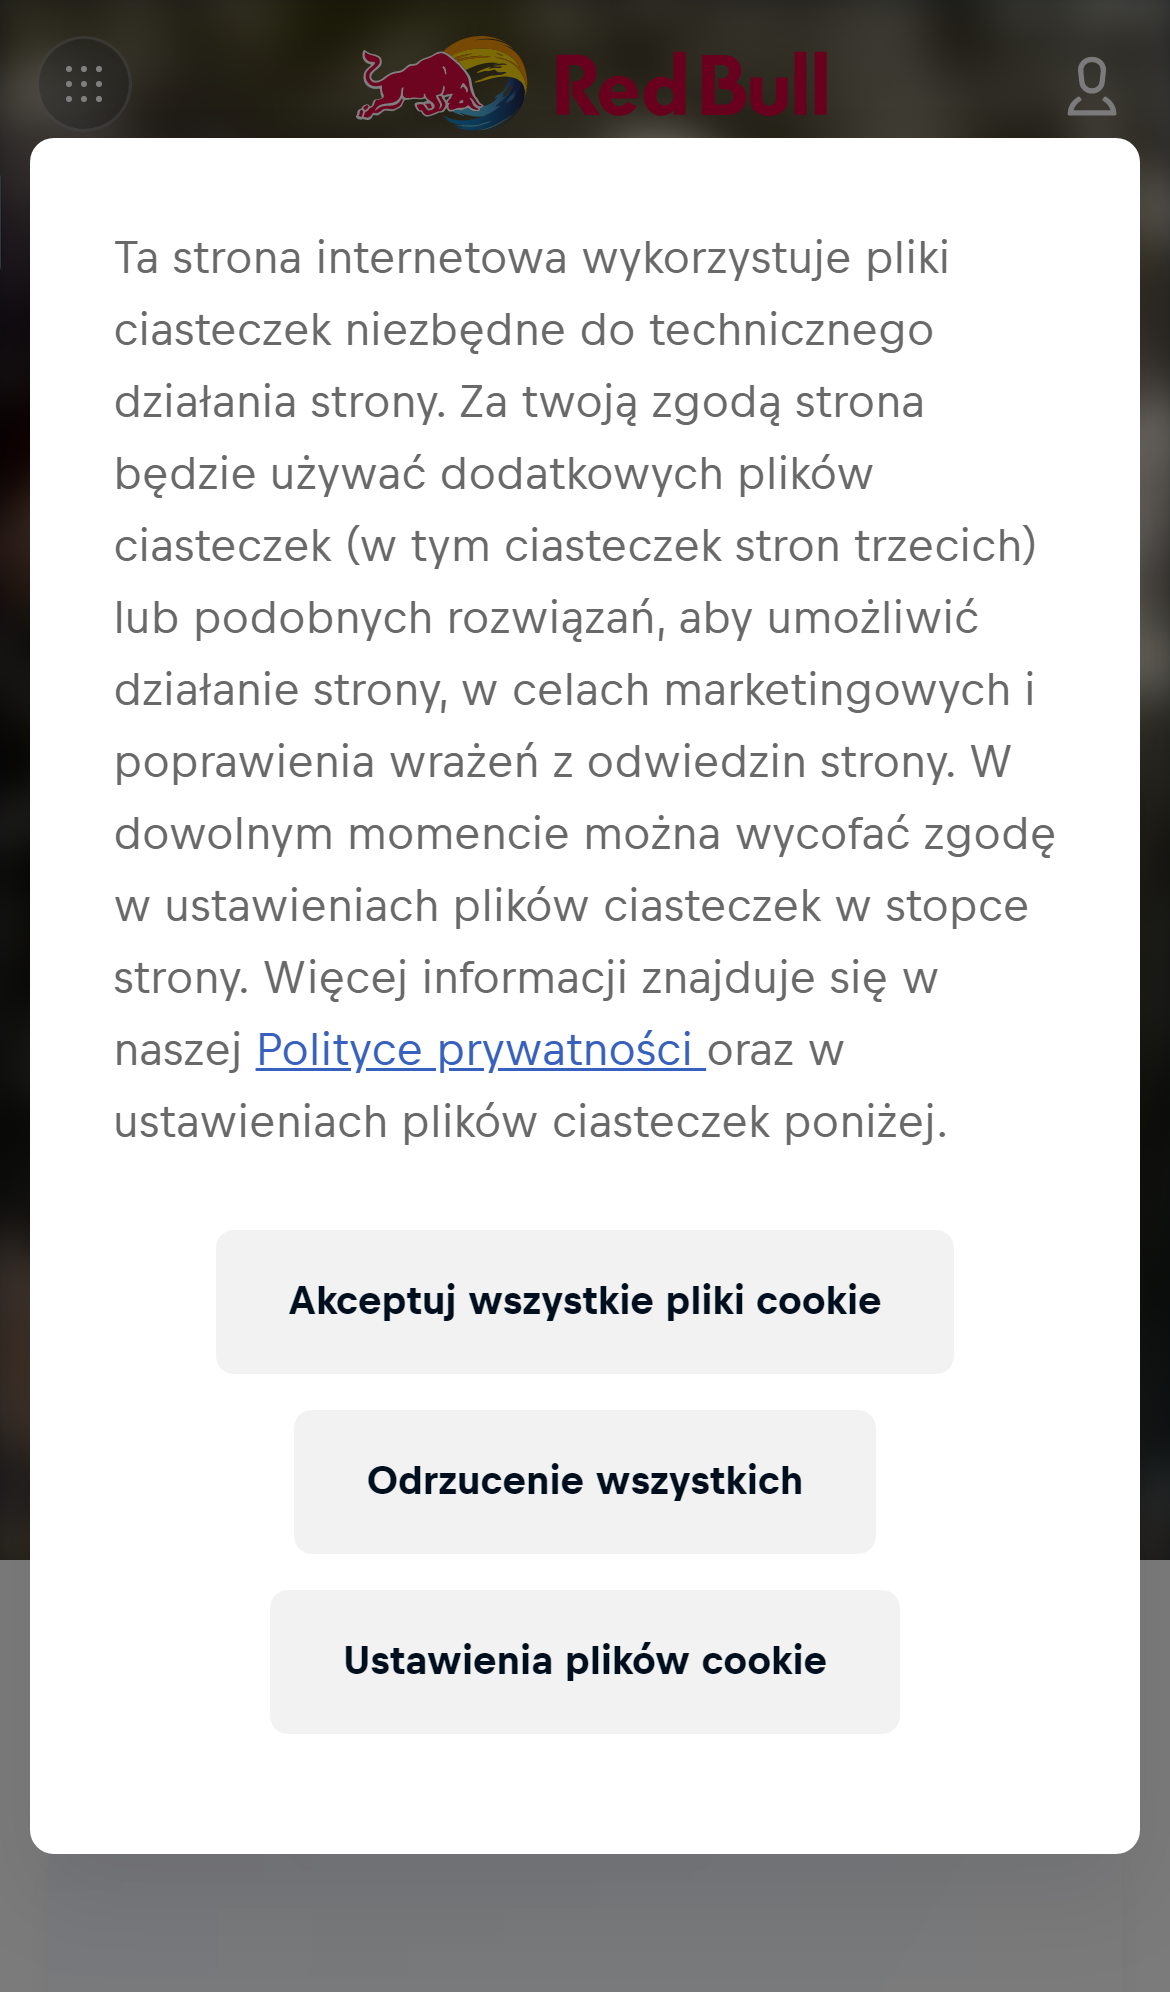 Red Bull
Ta strona internetowa wykorzystuje pliki
ciasteczek niezbędne do technicznego
działania strony. Za twoją zgodą strona
będzie używać dodatkowych plików
ciasteczek (w tym ciasteczek stron trzecich)
lub podobnych rozwiązań, aby umożliwić
działanie strony, w celach marketingowych i
poprawienia wrażeń z odwiedzin strony. W
dowolnym momencie można wycofać zgodę
w ustawieniach plików ciasteczek w stopce
strony. Więcej informacji znajduje się w
naszej Polityce prywatności oraz w
ustawieniach plików ciasteczek poniżej.
Akceptuj wszystkie pliki cookie
Odrzucenie wszystkich
Ustawienia plików cookie